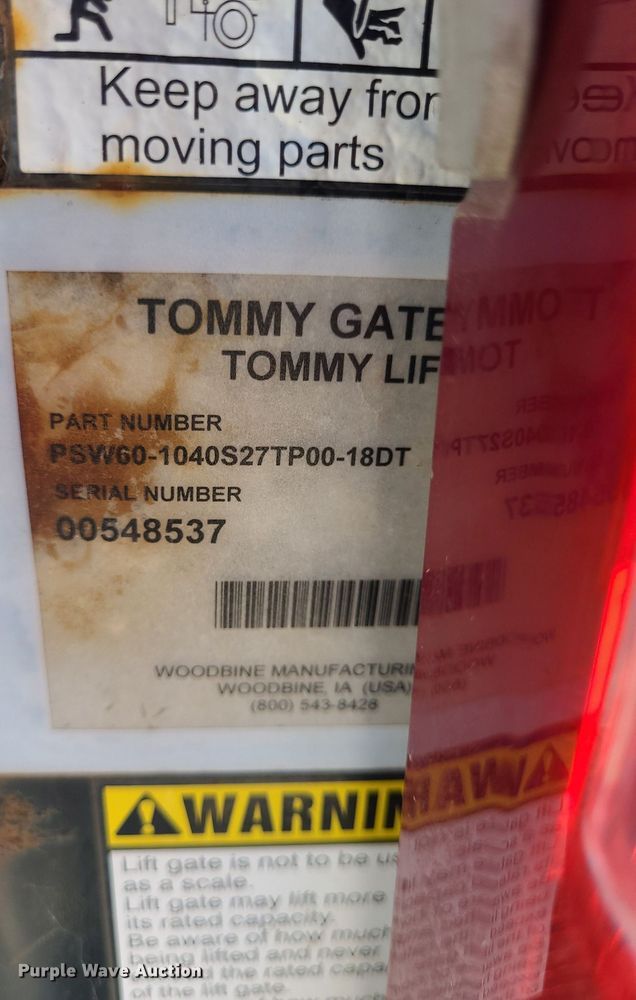 Keep away fror
moving parts
TOMMY GATE
TOMMY LIF
PART NUMBER
PSW60-1040S27TP00-18DT
SERIAL NUMBER
00548537
WOODBINE MANUFACTURIN
WOODBINE, IA (USA)
(800) 543-8428
WARNIN
Lift gate is not to be us
as a scale.
Lift gate may lift more
its rated capacity.
Be aware of how much
being lifted and never
the rated capa
of the lift gate.
Purple Wave Auction